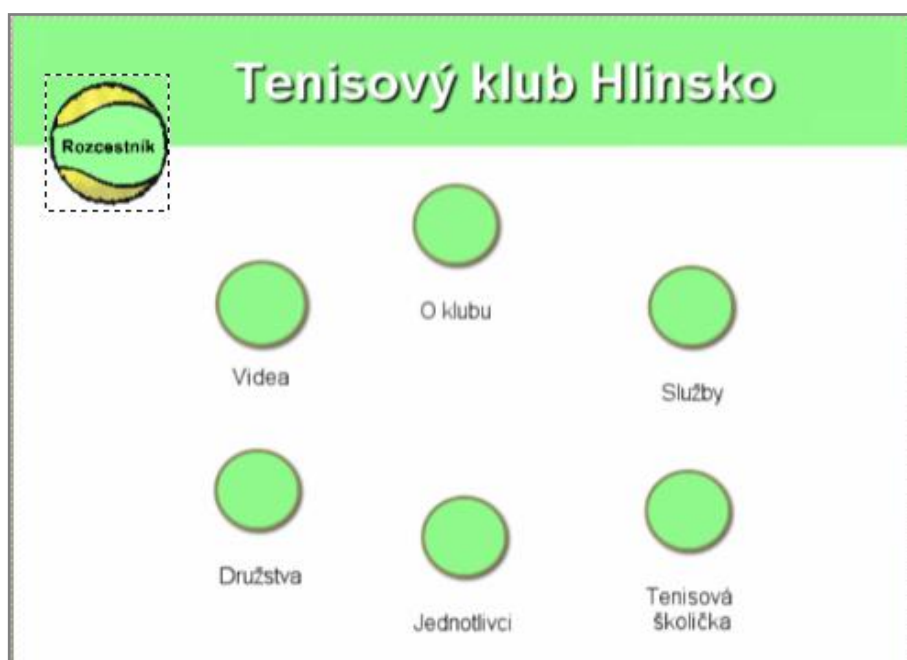 Tenisový klub Hlinsko
Rozcestník
O klubu
Videa
Služby
Družstva
Jednotlivci
Tenisová
školička